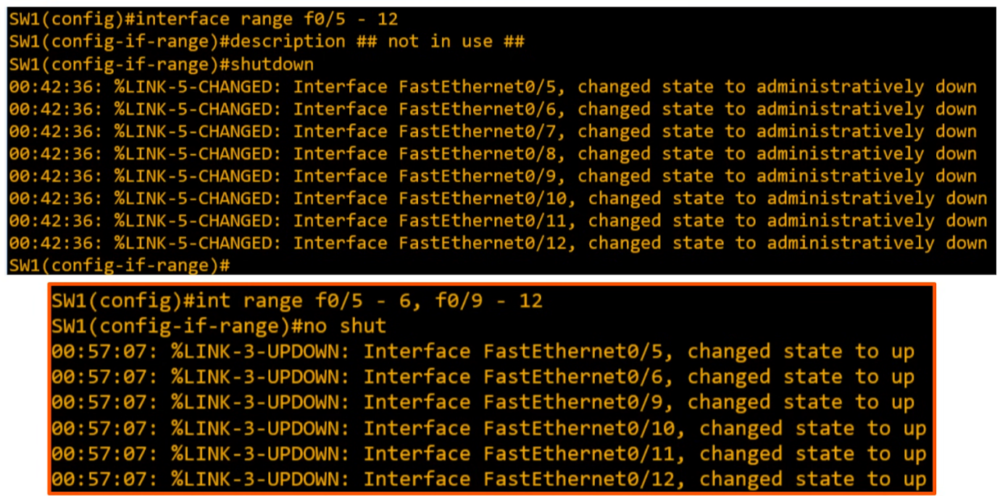 SW1(config)#interface range f0/5 - 12
SW1(config-if-range)#description ## not in use ##
SW1(config-if-range)#shutdown
00:42:36: %LINK-5-CHANGED: Interface FastEthernet0/5, changed state to administratively down
00:42:36: %LINK-5-CHANGED: Interface FastEthernet0/6, changed state to administratively down
00:42:36: %LINK-5-CHANGED: Interface FastEthernet0/7, changed state to administratively down
00:42:36: %LINK-5-CHANGED: Interface FastEthernet0/8, changed state to administratively down
00:42:36: %LINK-5-CHANGED: Interface FastEthernet0/9, changed state to administratively down
00:42:36: %LINK-5-CHANGED: Interface FastEthernet0/10, changed state to administratively down
00:42:36: %LINK-5-CHANGED: Interface FastEthernet0/11, changed state to administratively down
00:42:36: %LINK-5-CHANGED: Interface FastEthernet0/12, changed state to administratively down
SW1(config-if-range)#
SW1(config)#int range f0/5 - 6, f0/9 - 12
SW1(config-if-range)#no shut
00:57:07: %LINK-3-UPDOWN: Interface FastEthernet0/5, changed state to up
00:57:07: %LINK-3-UPDOWN: Interface FastEthernet0/6, changed state to up
00:57:07: %LINK-3-UPDOWN: Interface FastEthernet0/9, changed state to up
00:57:07: %LINK-3-UPDOWN: Interface FastEthernet0/10, changed state to up
00:57:07: %LINK-3-UPDOWN: Interface FastEthernet0/11, changed state to up
00:57:07: %LINK-3-UPDOWN: Interface FastEthernet0/12, changed state to up